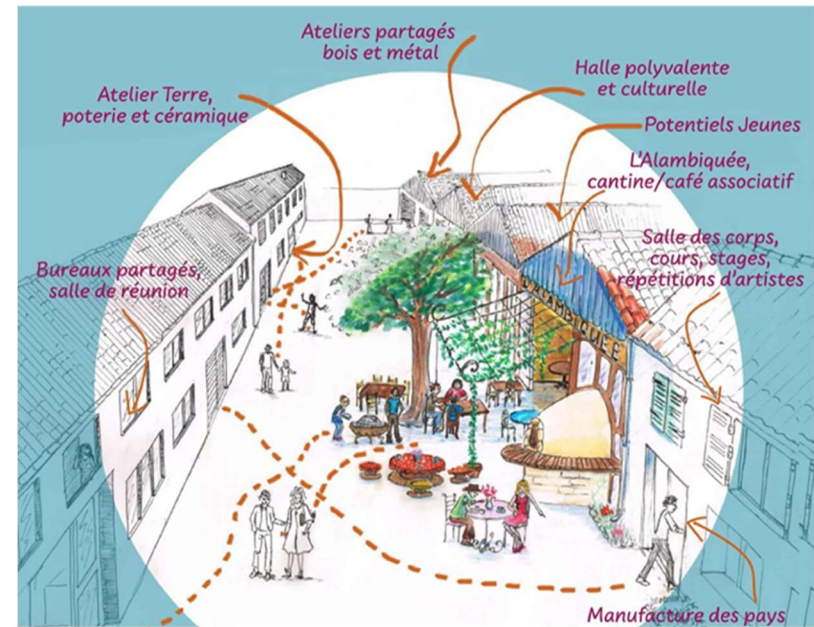 Ateliers partagés
bois et métal
Atelier Terre,
poterie et céramique
Halle polyvalente
et culturelle
Potentiels Jeunes
L'Alambiquée,
cantine/café associatif
Salle des corps,
cours, stages,
répétitions d'artistes
Bureaux partagés,
salle de réunion
L'ALAMBIQUÉE
Manufacture des pays